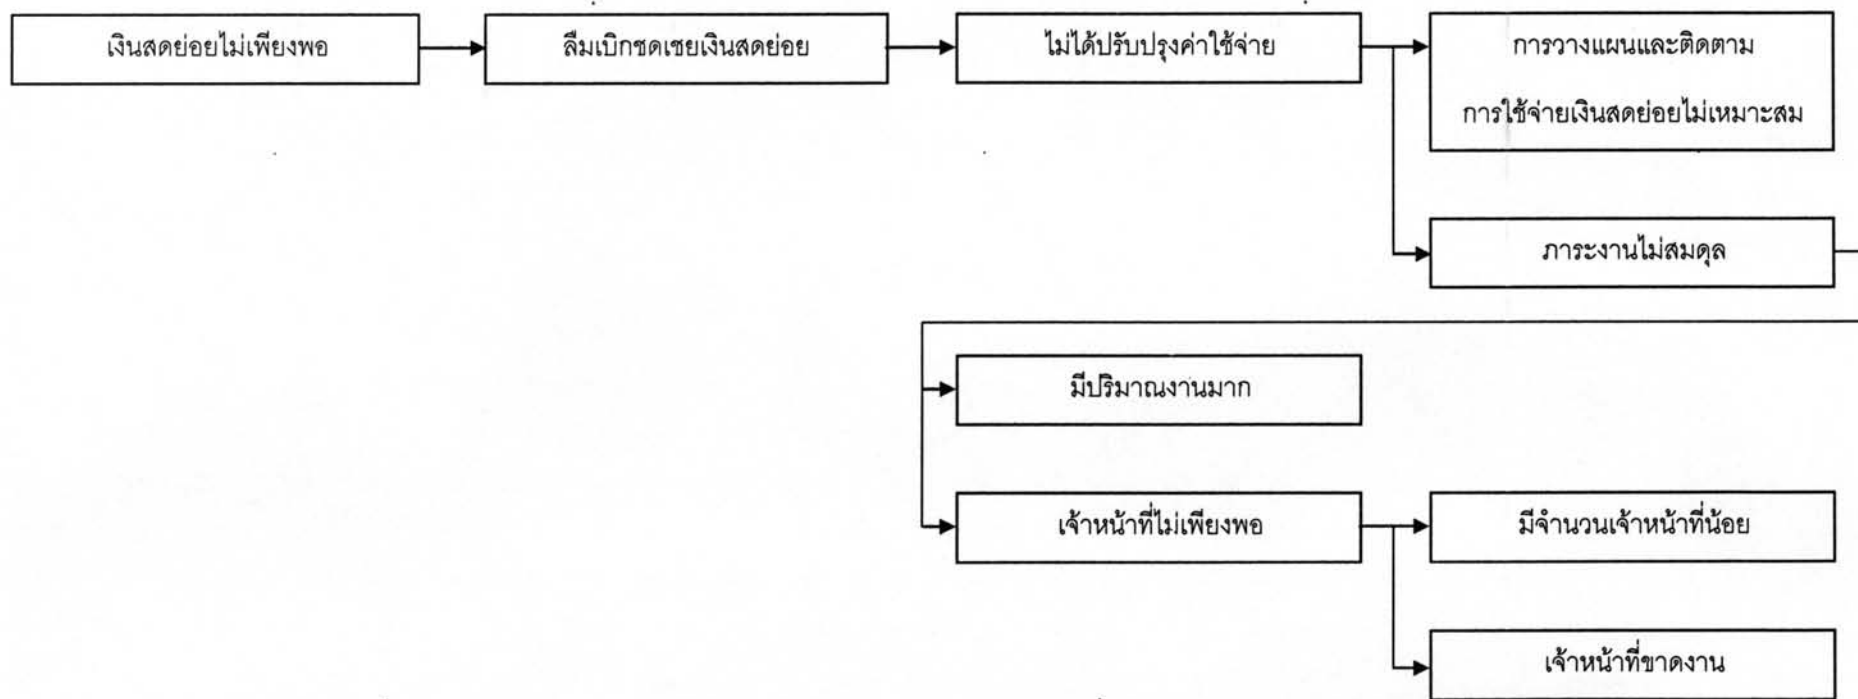 เงินสดย่อยไม่เพียงพอ
ลืมเบิกชดเชยเงินสดย่อย
ไม่ได้ปรับปรุงค่าใช้จ่าย
การวางแผนและติดตาม
การใช้จ่ายเงินสดย่อยไม่เหมาะสม
ภาระงานไม่สมดุล
มีปริมาณงานมาก
เจ้าหน้าที่ไม่เพียงพอ
มีจำนวนเจ้าหน้าที่น้อย
เจ้าหน้าที่ขาดงาน